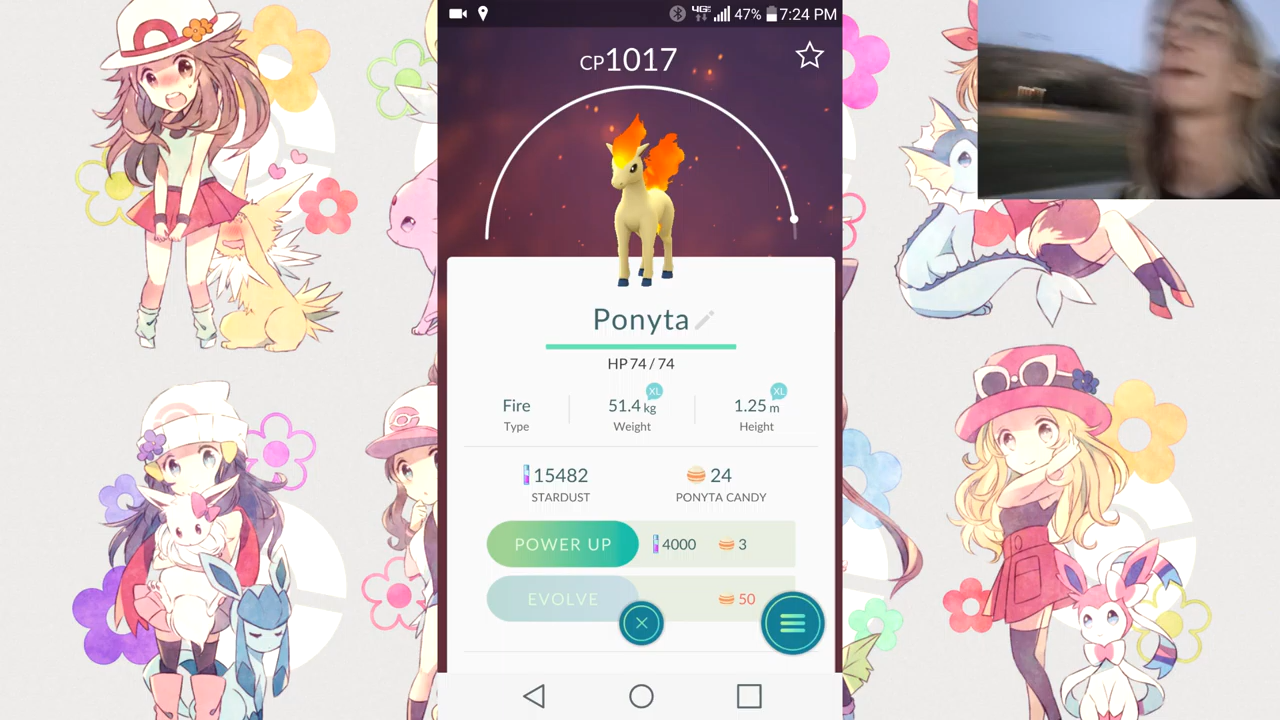 4GE 47% 7:24 PM
CP1017
Ponyta
HP 74 / 74
XL XL
Fire 51.4 kg 1.25 m
Type Weight Height
15482 24
STARDUST PONYTA CANDY
POWER UP 4000 3
EVOLVE 50